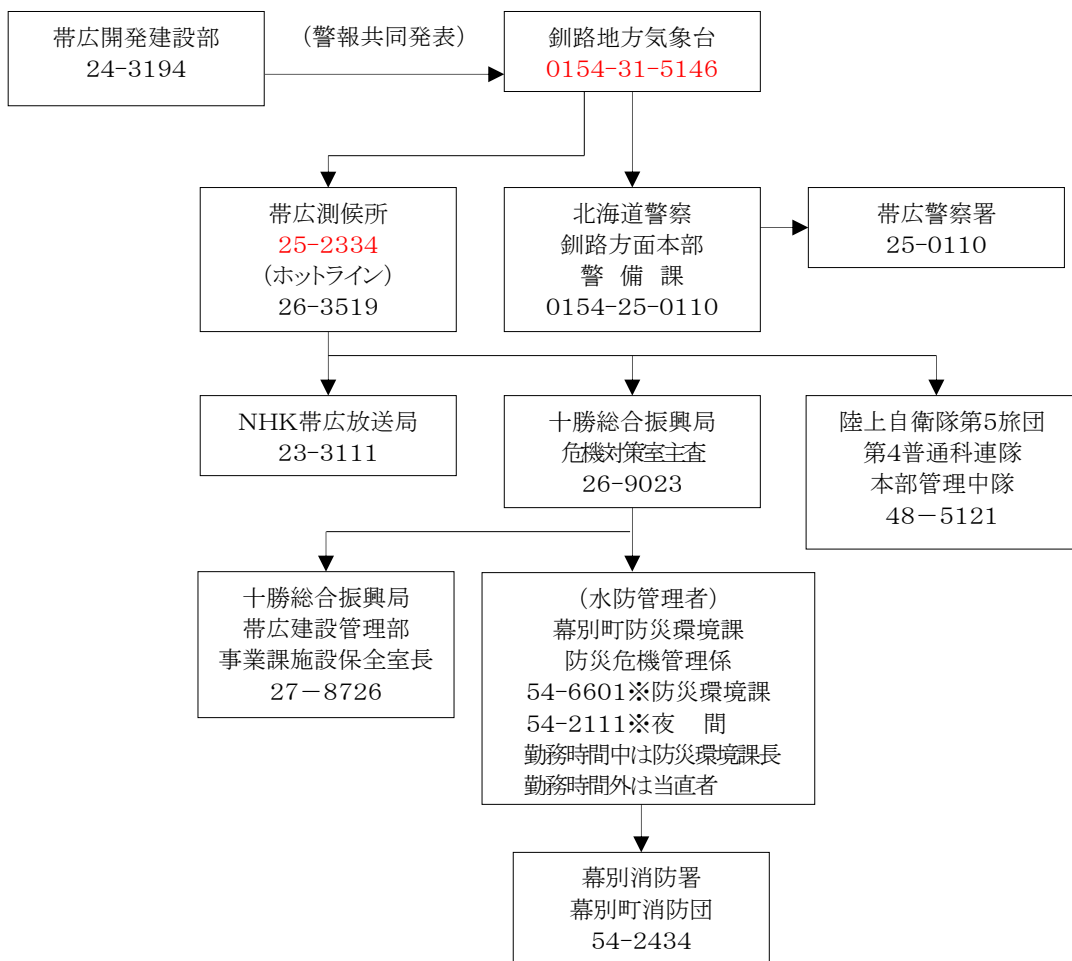 帯広開発建設部
24-3194
（警報共同発表）
釧路地方気象台
0154-31-5146
帯広測候所
25-2334
（ホットライン）
26-3519
北海道警察
釧路方面本部
警　備　課
0154-25-0110
帯広警察署
25-0110
NHK帯広放送局
23-3111
十勝総合振興局
危機対策室主査
26-9023
陸上自衛隊第5旅団
第4普通科連隊
本部管理中隊
48－5121
十勝総合振興局
帯広建設管理部
事業課施設保全室長
27－8726
（水防管理者）
幕別町防災環境課
防災危機管理係
54-6601※防災環境課
54-2111※夜　間
勤務時間中は防災環境課長
勤務時間外は当直者
幕別消防署
幕別町消防団
54-2434